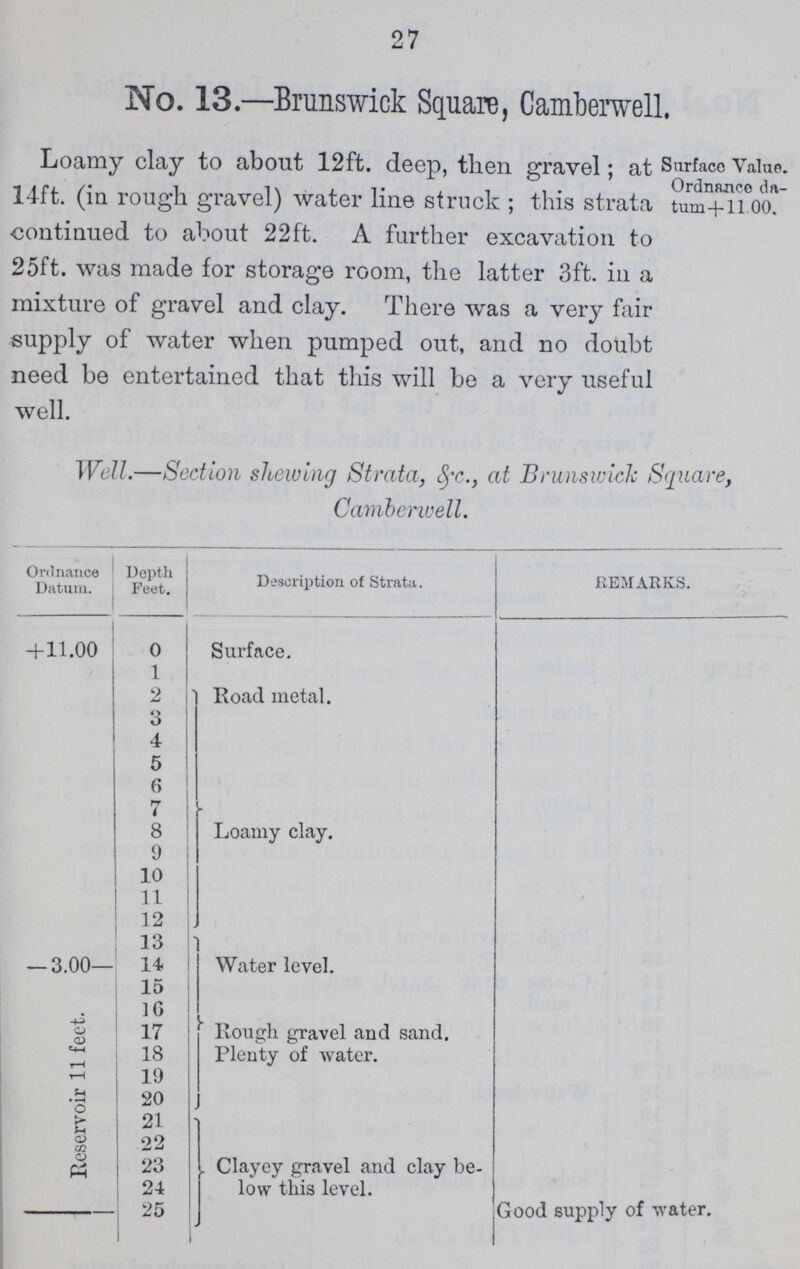 27
No. 13.—Brunswick Square, Camberwell.
Loamy clay to about 12ft. deep, then gravel; at
14ft. (in rough gravel) water line struck ; this strata
continued to about 22ft. A further excavation to
25ft. was made for storage room, the latter 3ft. in a
mixture of gravel and clay. There was a very fair
supply of water when pumped out, and no doubt
need be entertained that this will be a very useful
well.
Surface Value.
Ordnance da-
tum+11.00.
Well.—Section shewing Strata, &c., at Brunswick Square,
Camberwell.
Ordnance Datum. Depth Feet. Description of Strata. REMARKS.
+11.00 0 Surface.
1
2 Road metal.
3
4
5
6
7
8 Loamy clay.
9
10
11
12
13
— 3.00— 14 Water level.
15
16
17 Rough gravel and sand.
18 Plenty of water.
19
20
21
22
23 Clayey gravel and clay be-
24 low this level.
25 Good supply of water.
Reservoir 11 feet.